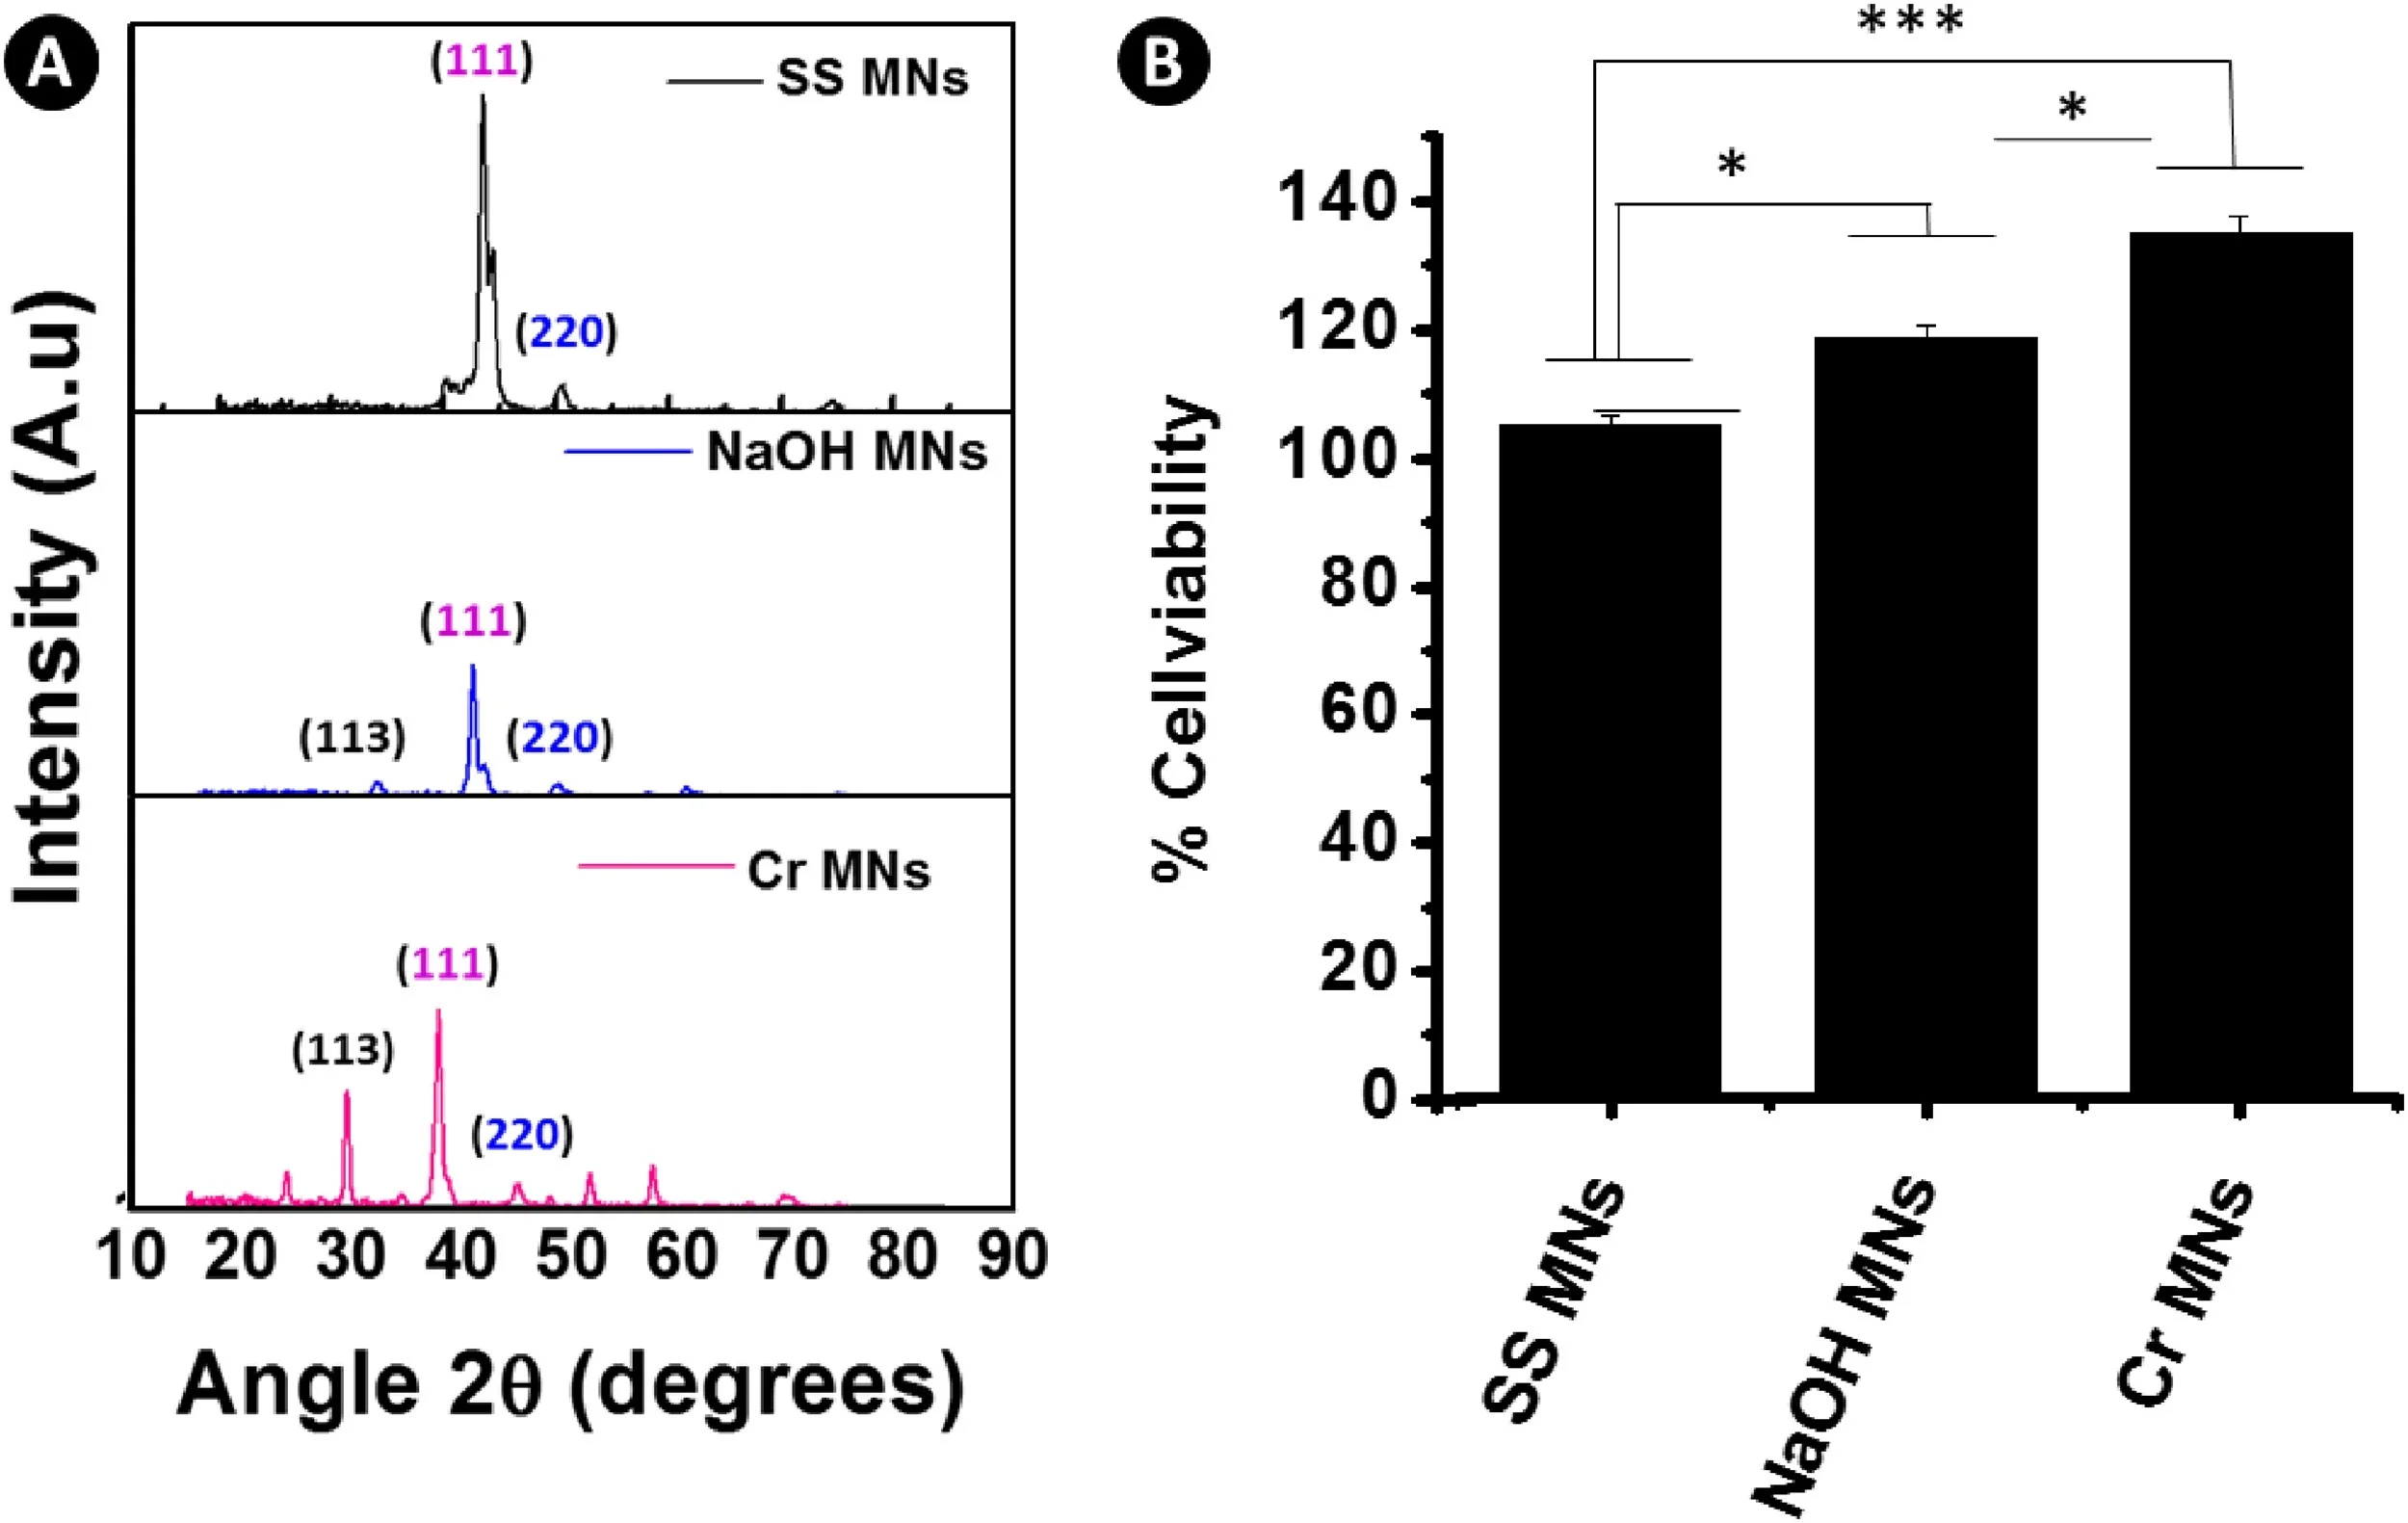 A
(111)
SS MNs
(220)
NaOH MNs
(111)
(113)
(220)
Cr MNs
(111)
(113)
(220)
Intensity (A.u)
10 20 30 40 50 60 70 80 90
Angle 2θ (degrees)
B
***
*
*
140
120
100
80
60
40
20
0
% Cellviability
SS MNs
NaOH MNs
Cr MNs